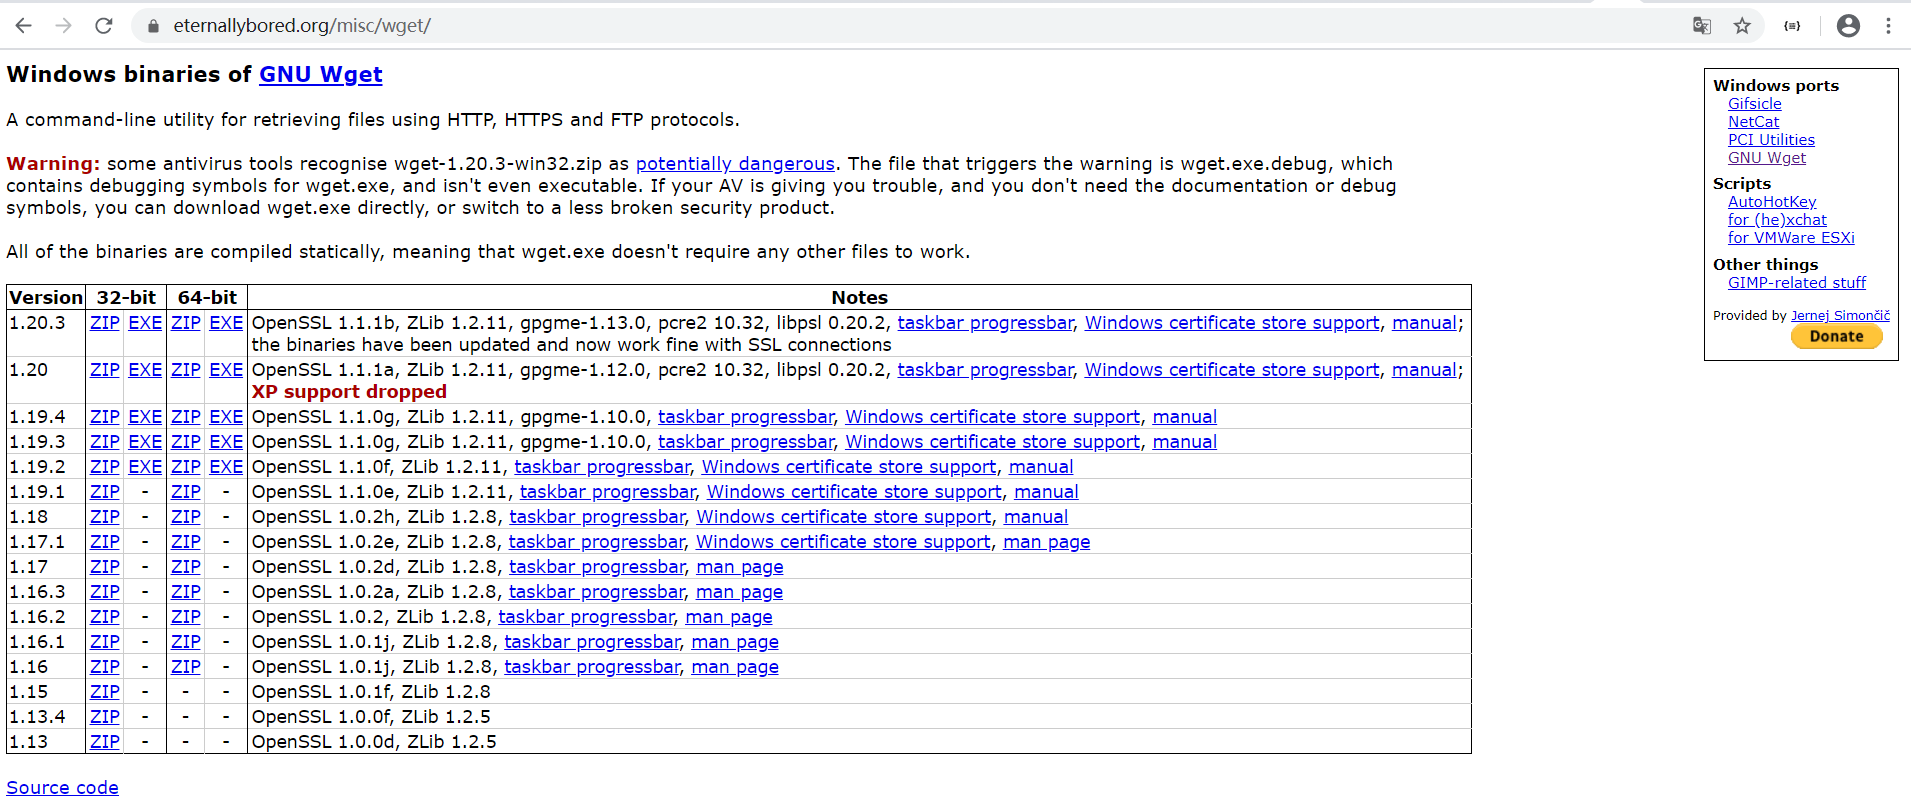 eternallybored.org/misc/wget/
Windows binaries of GNU Wget
A command-line utility for retrieving files using HTTP, HTTPS and FTP protocols.
Warning: some antivirus tools recognise wget-1.20.3-win32.zip as potentially dangerous. The file that triggers the warning is wget.exe.debug, which
contains debugging symbols for wget.exe, and isn't even executable. If your AV is giving you trouble, and you don't need the documentation or debug
symbols, you can download wget.exe directly, or switch to a less broken security product.
All of the binaries are compiled statically, meaning that wget.exe doesn't require any other files to work.
Version 32-bit 64-bit Notes
1.20.3 ZIP EXE ZIP EXE OpenSSL 1.1.1b, ZLib 1.2.11, gpgme-1.13.0, pcre2 10.32, libpsl 0.20.2, taskbar progressbar, Windows certificate store support, manual;
the binaries have been updated and now work fine with SSL connections
1.20 ZIP EXE ZIP EXE OpenSSL 1.1.1a, ZLib 1.2.11, gpgme-1.12.0, pcre2 10.32, libpsl 0.20.2, taskbar progressbar, Windows certificate store support, manual;
XP support dropped
1.19.4 ZIP EXE ZIP EXE OpenSSL 1.1.0g, ZLib 1.2.11, gpgme-1.10.0, taskbar progressbar, Windows certificate store support, manual
1.19.3 ZIP EXE ZIP EXE OpenSSL 1.1.0g, ZLib 1.2.11, gpgme-1.10.0, taskbar progressbar, Windows certificate store support, manual
1.19.2 ZIP EXE ZIP EXE OpenSSL 1.1.0f, ZLib 1.2.11, taskbar progressbar, Windows certificate store support, manual
1.19.1 ZIP - ZIP - OpenSSL 1.1.0e, ZLib 1.2.11, taskbar progressbar, Windows certificate store support, manual
1.18 ZIP - ZIP - OpenSSL 1.0.2h, ZLib 1.2.8, taskbar progressbar, Windows certificate store support, manual
1.17.1 ZIP - ZIP - OpenSSL 1.0.2e, ZLib 1.2.8, taskbar progressbar, Windows certificate store support, man page
1.17 ZIP - ZIP - OpenSSL 1.0.2d, ZLib 1.2.8, taskbar progressbar, man page
1.16.3 ZIP - ZIP - OpenSSL 1.0.2a, ZLib 1.2.8, taskbar progressbar, man page
1.16.2 ZIP - ZIP - OpenSSL 1.0.2, ZLib 1.2.8, taskbar progressbar, man page
1.16.1 ZIP - ZIP - OpenSSL 1.0.1j, ZLib 1.2.8, taskbar progressbar, man page
1.16 ZIP - ZIP - OpenSSL 1.0.1j, ZLib 1.2.8, taskbar progressbar, man page
1.15 ZIP - - - OpenSSL 1.0.1f, ZLib 1.2.8
1.13.4 ZIP - - - OpenSSL 1.0.0f, ZLib 1.2.5
1.13 ZIP - - - OpenSSL 1.0.0d, ZLib 1.2.5
Source code
Windows ports
Gifsicle
NetCat
PCI Utilities
GNU Wget
Scripts
AutoHotKey
for (he)xchat
for VMWare ESXi
Other things
GIMP-related stuff
Provided by Jernej Simončič
Donate